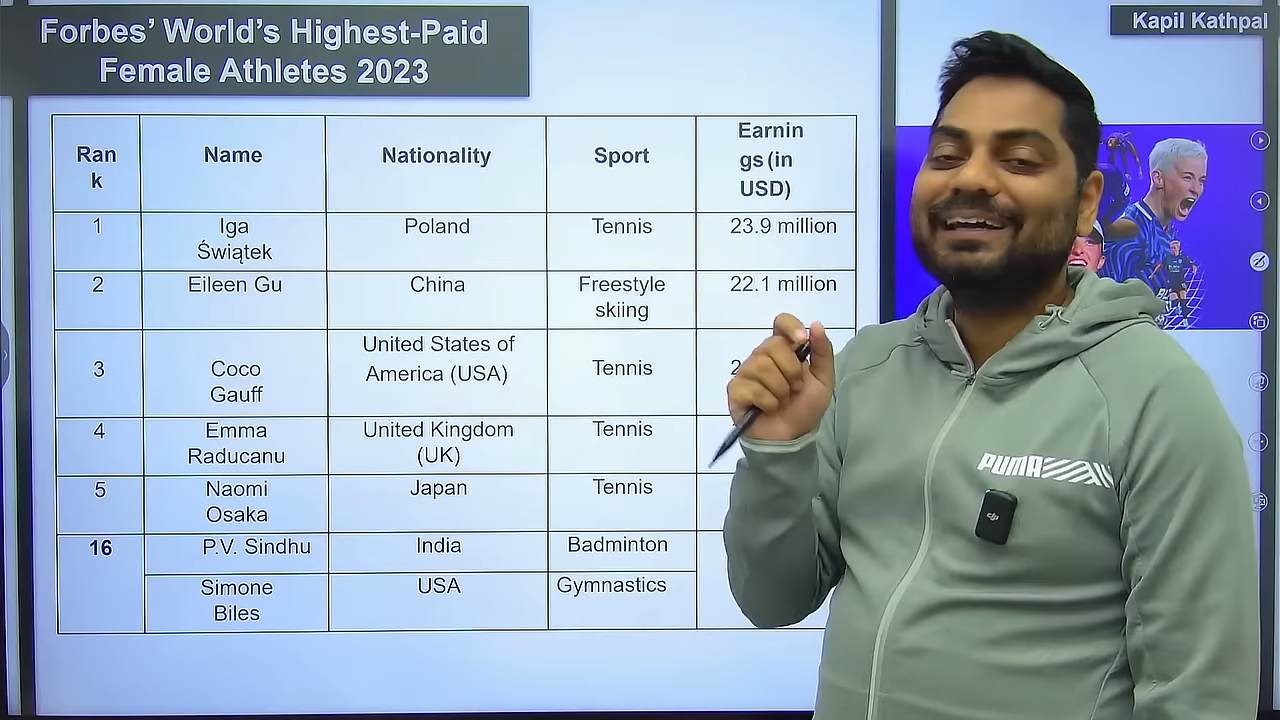 Forbes' World's Highest-Paid
Female Athletes 2023
Kapil Kathpal
Ran
k
Name
Nationality
Sport
Earnin
gs (in
USD)
1
Iga
Świątek
Poland
Tennis
23.9 million
2
Eileen Gu
China
Freestyle
skiing
22.1 million
3
Coco
Gauff
United States of
America (USA)
Tennis
4
Emma
Raducanu
United Kingdom
(UK)
Tennis
5
Naomi
Osaka
Japan
Tennis
16
P.V. Sindhu
India
Badminton
Simone
Biles
USA
Gymnastics
PUMA
dji